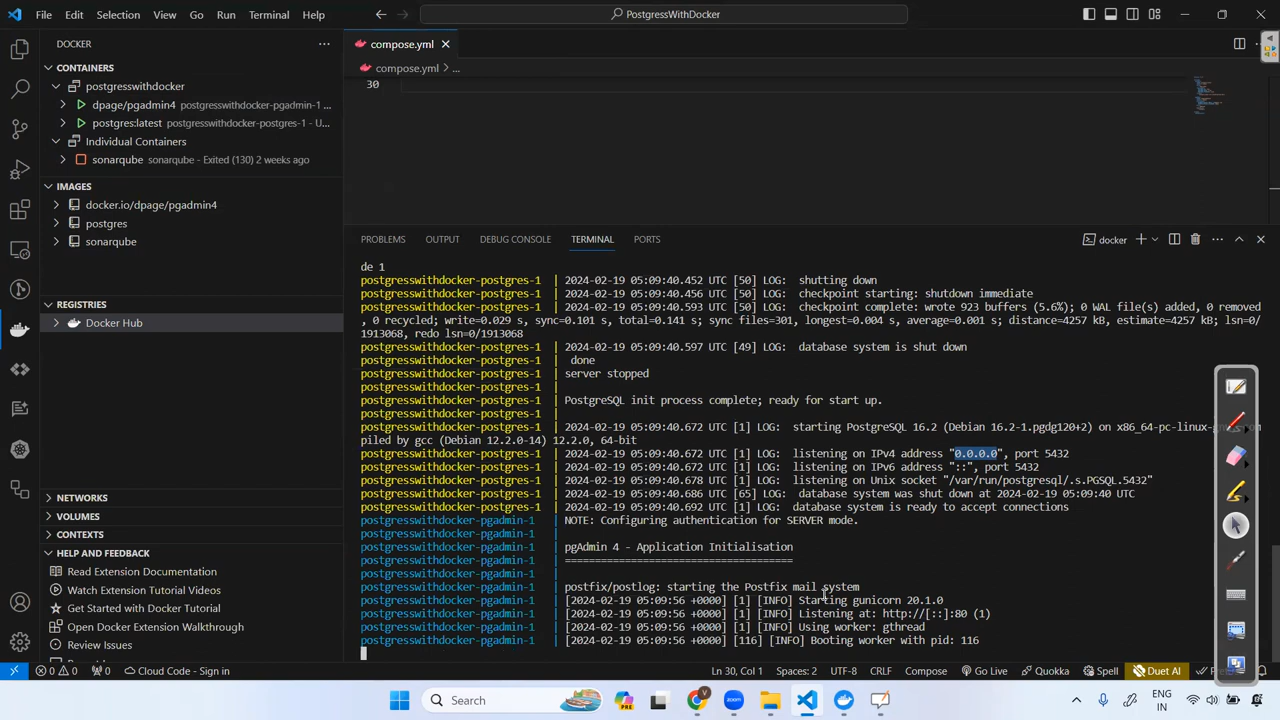 File Edit Selection View Go Run Terminal Help
PostgressWithDocker
DOCKER
CONTAINERS
postgresswithdocker
dpage/pgadmin4 postgresswithdocker-pgadmin-1 ...
postgres:latest postgresswithdocker-postgres-1 - U...
Individual Containers
sonarqube sonarqube - Exited (130) 2 weeks ago
IMAGES
docker.io/dpage/pgadmin4
postgres
sonarqube
REGISTRIES
Docker Hub
NETWORKS
VOLUMES
CONTEXTS
HELP AND FEEDBACK
Read Extension Documentation
Watch Extension Tutorial Videos
Get Started with Docker Tutorial
Open Docker Extension Walkthrough
Review Issues
compose.yml
compose.yml > ...
30
PROBLEMS OUTPUT DEBUG CONSOLE TERMINAL PORTS
docker
de 1
postgresswithdocker-postgres-1 | 2024-02-19 05:09:40.452 UTC [50] LOG: shutting down
postgresswithdocker-postgres-1 | 2024-02-19 05:09:40.456 UTC [50] LOG: checkpoint starting: shutdown immediate
postgresswithdocker-postgres-1 | 2024-02-19 05:09:40.593 UTC [50] LOG: checkpoint complete: wrote 923 buffers (5.6%); 0 WAL file(s) added, 0 removed
, 0 recycled; write=0.029 s, sync=0.101 s, total=0.141 s; sync files=301, longest=0.004 s, average=0.001 s; distance=4257 kB, estimate=4257 kB; lsn=0/
1913068, redo lsn=0/1913068
postgresswithdocker-postgres-1 | 2024-02-19 05:09:40.597 UTC [49] LOG: database system is shut down
postgresswithdocker-postgres-1 | done
postgresswithdocker-postgres-1 | server stopped
postgresswithdocker-postgres-1 |
postgresswithdocker-postgres-1 | PostgreSQL init process complete; ready for start up.
postgresswithdocker-postgres-1 |
postgresswithdocker-postgres-1 | 2024-02-19 05:09:40.672 UTC [1] LOG: starting PostgreSQL 16.2 (Debian 16.2-1.pgdg120+2) on x86_64-pc-linux-
piled by gcc (Debian 12.2.0-14) 12.2.0, 64-bit
postgresswithdocker-postgres-1 | 2024-02-19 05:09:40.672 UTC [1] LOG: listening on IPv4 address "0.0.0.0", port 5432
postgresswithdocker-postgres-1 | 2024-02-19 05:09:40.672 UTC [1] LOG: listening on IPv6 address "::", port 5432
postgresswithdocker-postgres-1 | 2024-02-19 05:09:40.678 UTC [1] LOG: listening on Unix socket "/var/run/postgresql/.s.PGSQL.5432"
postgresswithdocker-postgres-1 | 2024-02-19 05:09:40.686 UTC [65] LOG: database system was shut down at 2024-02-19 05:09:40 UTC
postgresswithdocker-postgres-1 | 2024-02-19 05:09:40.692 UTC [1] LOG: database system is ready to accept connections
postgresswithdocker-pgadmin-1 | NOTE: Configuring authentication for SERVER mode.
postgresswithdocker-pgadmin-1 |
postgresswithdocker-pgadmin-1 | pgAdmin 4 - Application Initialisation
postgresswithdocker-pgadmin-1 | ======================================
postgresswithdocker-pgadmin-1 |
postgresswithdocker-pgadmin-1 | postfix/postlog: starting the Postfix mail system
postgresswithdocker-pgadmin-1 | [2024-02-19 05:09:56 +0000] [1] [INFO] Starting gunicorn 20.1.0
postgresswithdocker-pgadmin-1 | [2024-02-19 05:09:56 +0000] [1] [INFO] Listening at: http://[::]:80 (1)
postgresswithdocker-pgadmin-1 | [2024-02-19 05:09:56 +0000] [1] [INFO] Using worker: gthread
postgresswithdocker-pgadmin-1 | [2024-02-19 05:09:56 +0000] [116] [INFO] Booting worker with pid: 116
0 0 0 Cloud Code - Sign in Ln 30, Col 1 Spaces: 2 UTF-8 CRLF Compose Go Live Quokka Spell Duet AI
Search
zoom
ENG
IN